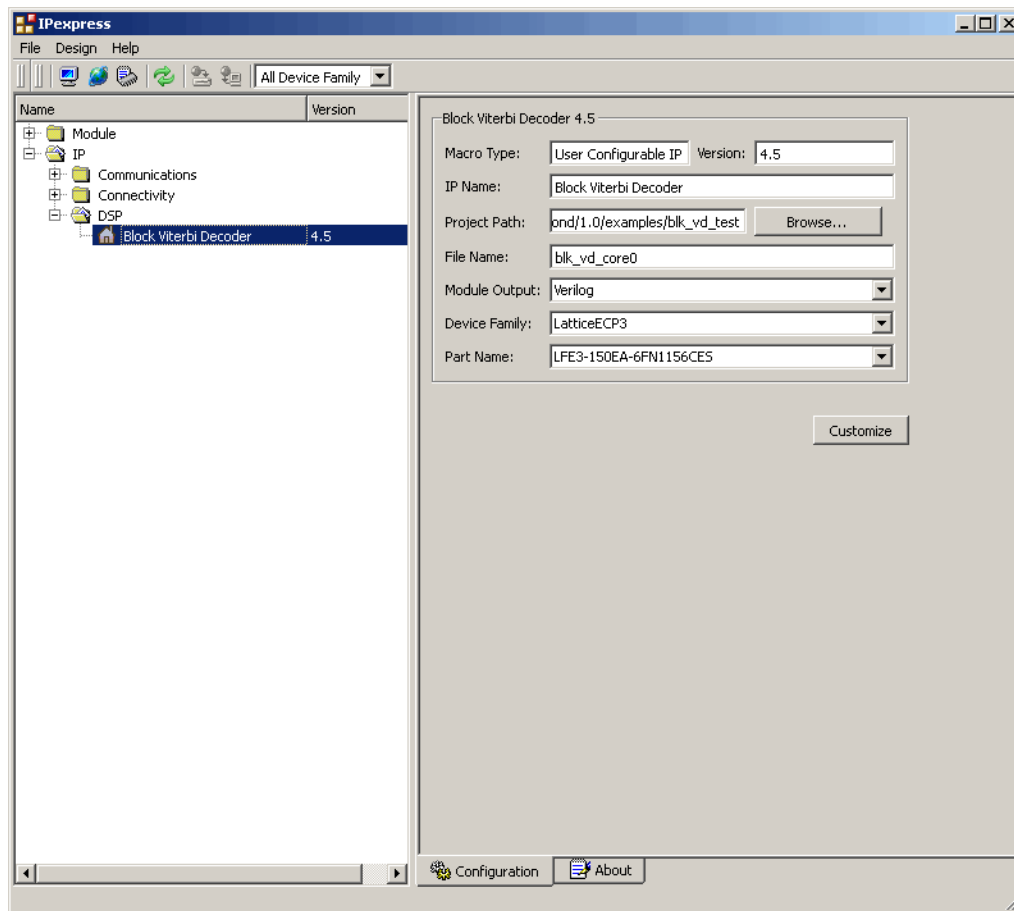 IPexpress
File Design Help
All Device Family
Name Version
Module
IP
Communications
Connectivity
DSP
Block Viterbi Decoder 4.5
Block Viterbi Decoder 4.5
Macro Type: User Configurable IP Version: 4.5
IP Name: Block Viterbi Decoder
Project Path: ond/1.0/examples/blk_vd_test Browse...
File Name: blk_vd_core0
Module Output: Verilog
Device Family: LatticeECP3
Part Name: LFE3-150EA-6FN1156CES
Customize
Configuration About